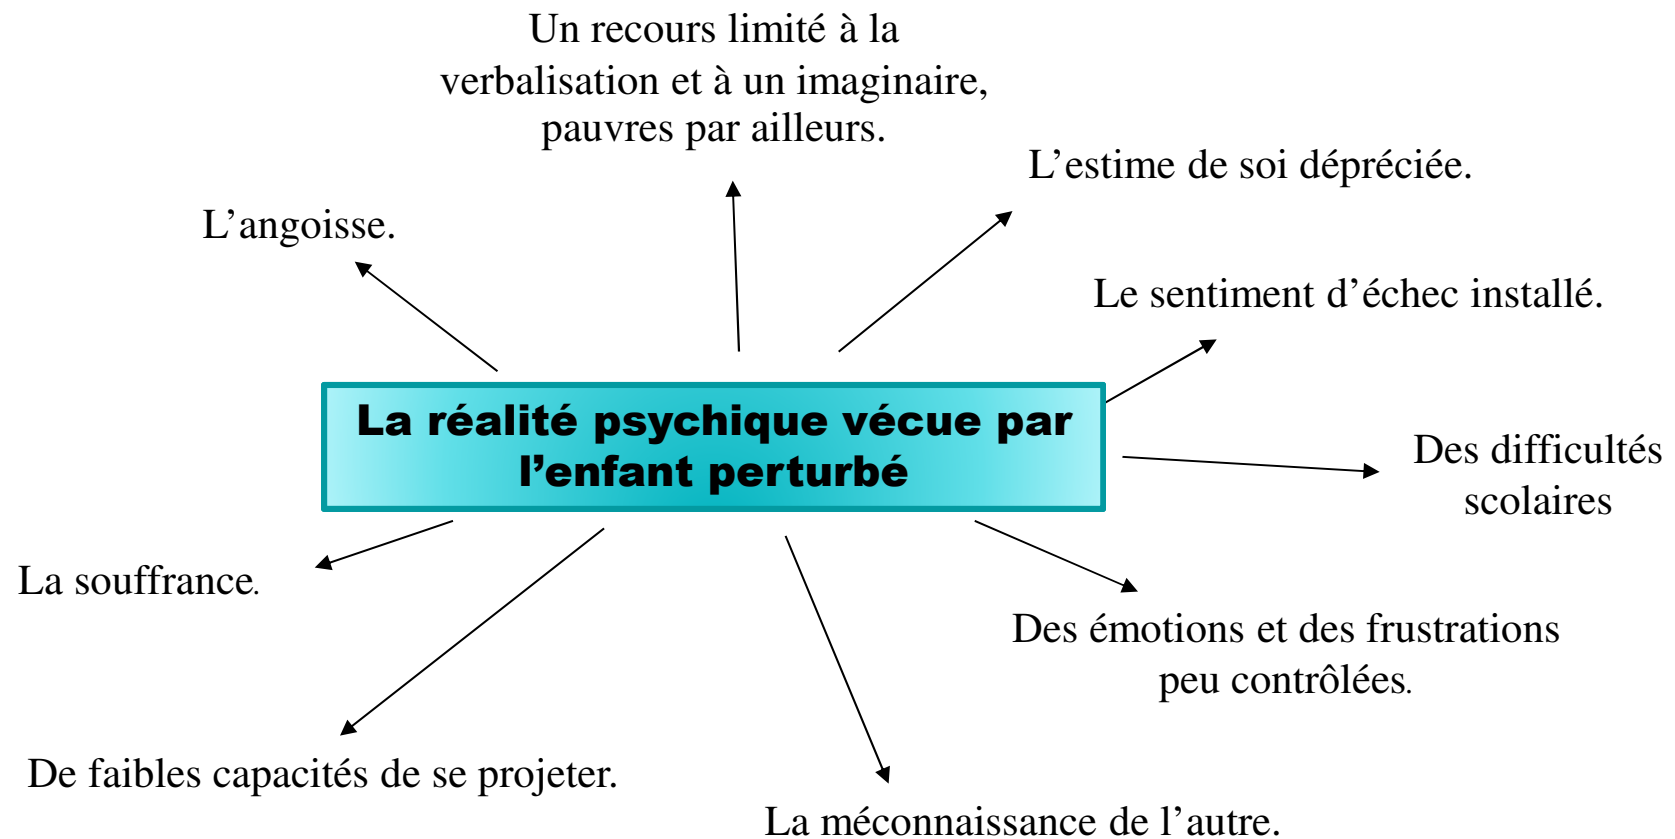 Un recours limité à la
verbalisation et à un imaginaire,
pauvres par ailleurs.
L’estime de soi dépréciée.
L’angoisse.
Le sentiment d’échec installé.
La réalité psychique vécue par
l’enfant perturbé
Des difficultés
scolaires
La souffrance.
Des émotions et des frustrations
peu contrôlées.
De faibles capacités de se projeter.
La méconnaissance de l’autre.